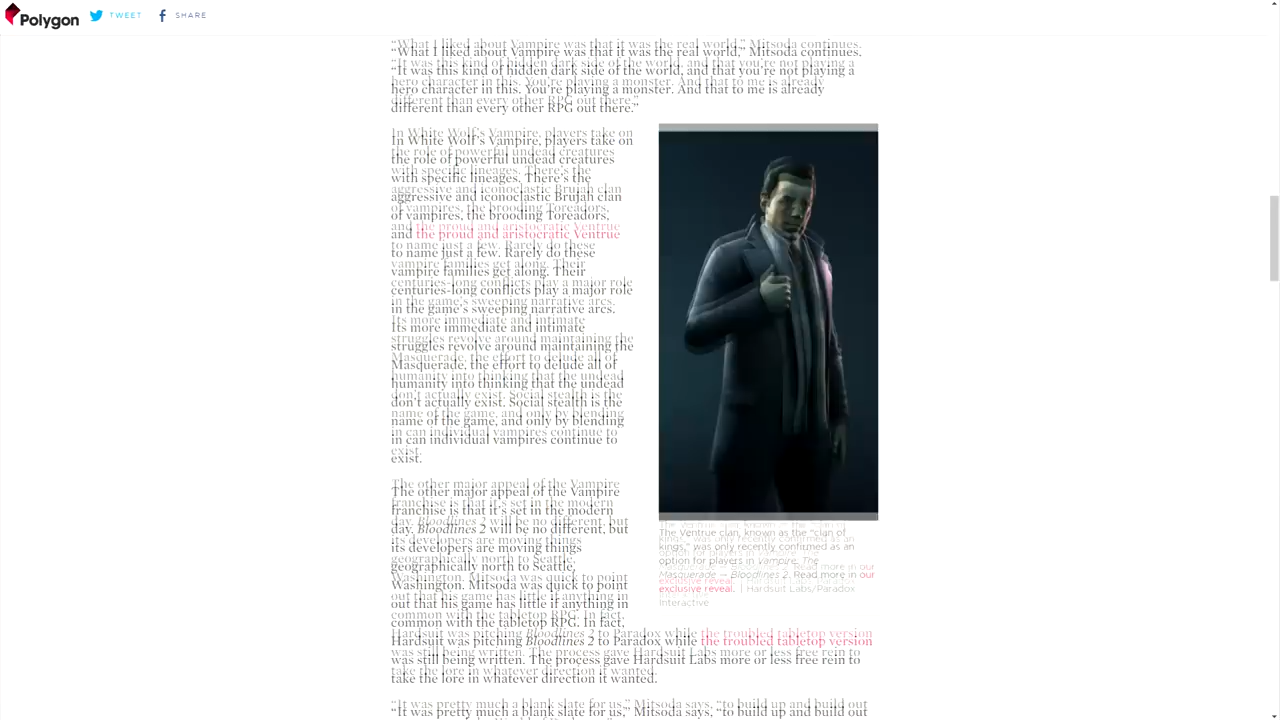 Polygon
TWEET
SHARE
“What I liked about Vampire was that it was the real world,” Mitsoda continues.
“It was this kind of hidden dark side of the world, and that you’re not playing a
hero character in this. You’re playing a monster. And that to me is already
different than every other RPG out there.”
In White Wolf’s Vampire, players take on
the role of powerful undead creatures
with specific lineages. There’s the
aggressive and iconoclastic Brujah clan
of vampires, the brooding Toreadors,
and the proud and aristocratic Ventrue
to name just a few. Rarely do these
vampire families get along. Their
centuries-long conflicts play a major role
in the game’s sweeping narrative arcs.
Its more immediate and intimate
struggles revolve around maintaining the
Masquerade, the effort to delude all of
humanity into thinking that the undead
don’t actually exist. Social stealth is the
name of the game, and only by blending
in can individual vampires continue to
exist.
The Ventrue clan, known as the “clan of
kings,” was only recently confirmed as an
option for players in Vampire: The
Masquerade — Bloodlines 2. Read more in our
exclusive reveal. | Hardsuit Labs/Paradox
Interactive
The other major appeal of the Vampire
franchise is that it’s set in the modern
day. Bloodlines 2 will be no different, but
its developers are moving things
geographically north to Seattle,
Washington. Mitsoda was quick to point
out that his game has little if anything in
common with the tabletop RPG. In fact,
Hardsuit was pitching Bloodlines 2 to Paradox while the troubled tabletop version
was still being written. The process gave Hardsuit Labs more or less free rein to
take the lore in whatever direction it wanted.
“It was pretty much a blank slate for us,” Mitsoda says, “to build up and build out